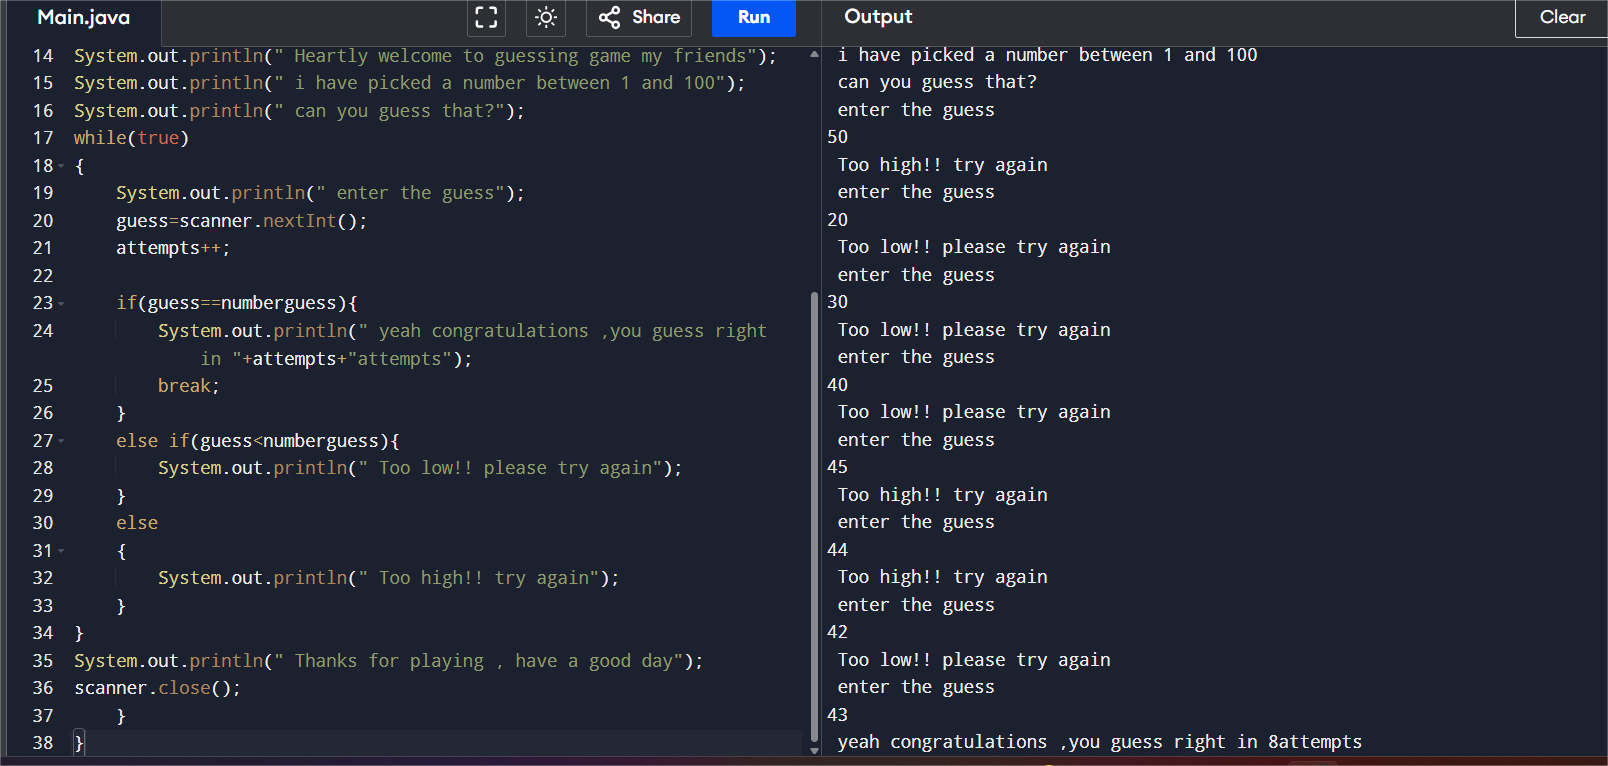 Main.java
Share
Run
Output
Clear
14 System.out.println(" Heartly welcome to guessing game my friends");
15 System.out.println(" i have picked a number between 1 and 100");
16 System.out.println(" can you guess that?");
17 while(true)
18 {
19 System.out.println(" enter the guess");
20 guess=scanner.nextInt();
21 attempts++;
22
23 if(guess==numberguess){
24 System.out.println(" yeah congratulations ,you guess right
in "+attempts+"attempts");
25 break;
26 }
27 else if(guess<numberguess){
28 System.out.println(" Too low!! please try again");
29 }
30 else
31 {
32 System.out.println(" Too high!! try again");
33 }
34 }
35 System.out.println(" Thanks for playing , have a good day");
36 scanner.close();
37 }
38 }
i have picked a number between 1 and 100
can you guess that?
enter the guess
50
Too high!! try again
enter the guess
20
Too low!! please try again
enter the guess
30
Too low!! please try again
enter the guess
40
Too low!! please try again
enter the guess
45
Too high!! try again
enter the guess
44
Too high!! try again
enter the guess
42
Too low!! please try again
enter the guess
43
yeah congratulations ,you guess right in 8attempts